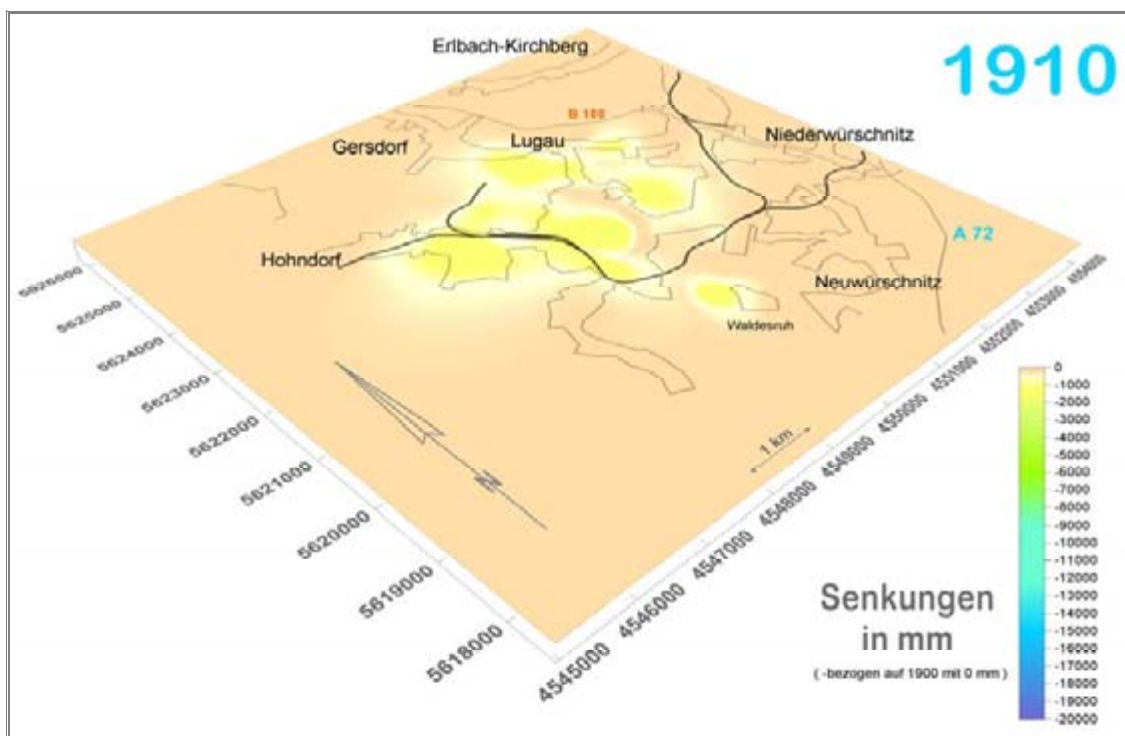 1910
Erlbach-Kirchberg
B 180
Niederwürschnitz
Gersdorf
Lugau
A 72
Hohndorf
Neuwürschnitz
Waldesruh
5626000
5625000
5624000
5623000
5622000
5621000
5620000
5619000
5618000
4545000
4546000
4547000
4548000
4549000
4550000
4551000
4552000
4553000
4554000
1 km
N
Senkungen
in mm
( -bezogen auf 1900 mit 0 mm )
0
-1000
-2000
-3000
-4000
-5000
-6000
-7000
-8000
-9000
-10000
-11000
-12000
-13000
-14000
-15000
-16000
-17000
-18000
-19000
-20000